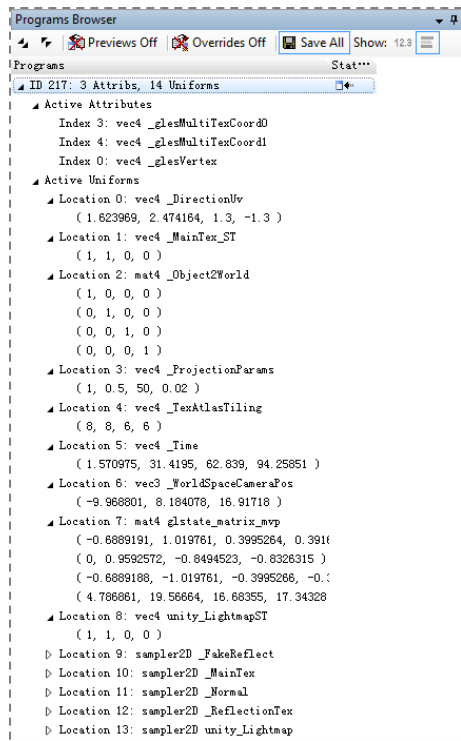 Programs Browser
Previews Off Overrides Off Save All Show: 12.3
Programs Stat···
ID 217: 3 Attribs, 14 Uniforms
Active Attributes
Index 3: vec4 _glesMultiTexCoord0
Index 4: vec4 _glesMultiTexCoord1
Index 0: vec4 _glesVertex
Active Uniforms
Location 0: vec4 _DirectionUv
( 1.623969, 2.474164, 1.3, -1.3 )
Location 1: vec4 _MainTex_ST
( 1, 1, 0, 0 )
Location 2: mat4 _Object2World
( 1, 0, 0, 0 )
( 0, 1, 0, 0 )
( 0, 0, 1, 0 )
( 0, 0, 0, 1 )
Location 3: vec4 _ProjectionParams
( 1, 0.5, 50, 0.02 )
Location 4: vec4 _TexAtlasTiling
( 8, 8, 6, 6 )
Location 5: vec4 _Time
( 1.570975, 31.4195, 62.839, 94.25851 )
Location 6: vec3 _WorldSpaceCameraPos
( -9.968801, 8.184078, 16.91718 )
Location 7: mat4 glstate_matrix_mvp
( -0.6889191, 1.019761, 0.3995264, 0.391
( 0, 0.9592572, -0.8494523, -0.8326315 )
( -0.6889188, -1.019761, -0.3995266, -0.
( 4.786861, 19.56664, 16.68355, 17.34328
Location 8: vec4 unity_LightmapST
( 1, 1, 0, 0 )
Location 9: sampler2D _FakeReflect
Location 10: sampler2D _MainTex
Location 11: sampler2D _Normal
Location 12: sampler2D _ReflectionTex
Location 13: sampler2D unity_Lightmap